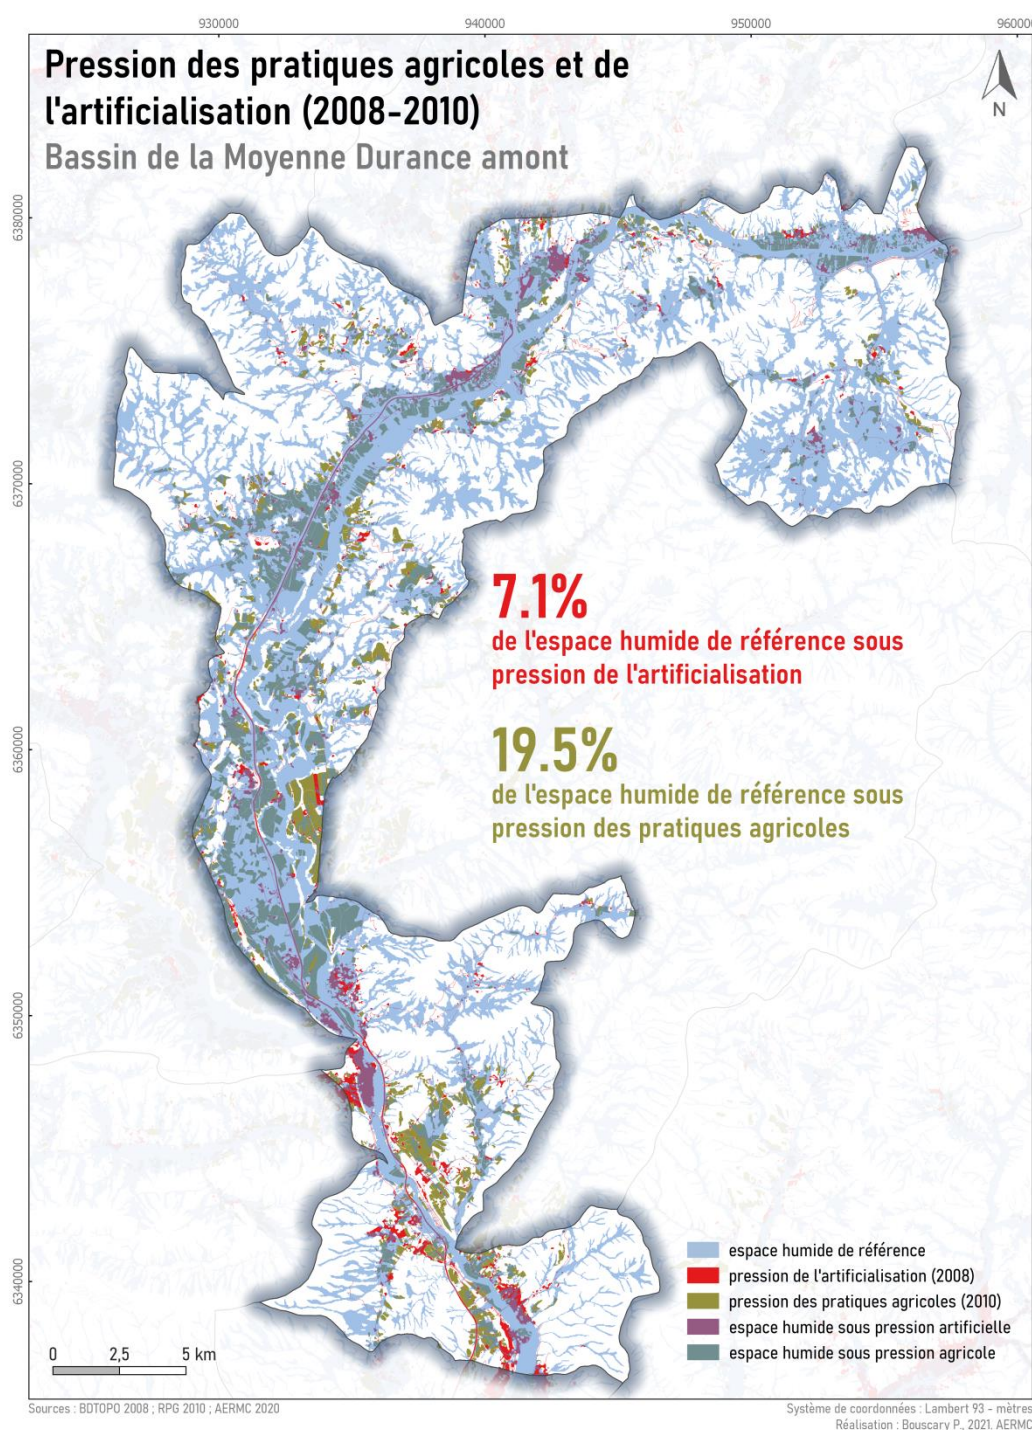 930000
940000
950000
960000
Pression des pratiques agricoles et de
l'artificialisation (2008-2010)
Bassin de la Moyenne Durance amont
N
6380000
6370000
7.1%
de l'espace humide de référence sous
pression de l'artificialisation
6360000
19.5%
de l'espace humide de référence sous
pression des pratiques agricoles
6350000
6340000
espace humide de référence
pression de l'artificialisation (2008)
pression des pratiques agricoles (2010)
espace humide sous pression artificielle
espace humide sous pression agricole
0 2,5 5 km
Sources : BDTOPO 2008 ; RPG 2010 ; AERMC 2020
Système de coordonnées : Lambert 93 - mètres
Réalisation : Bouscary P., 2021. AERMC